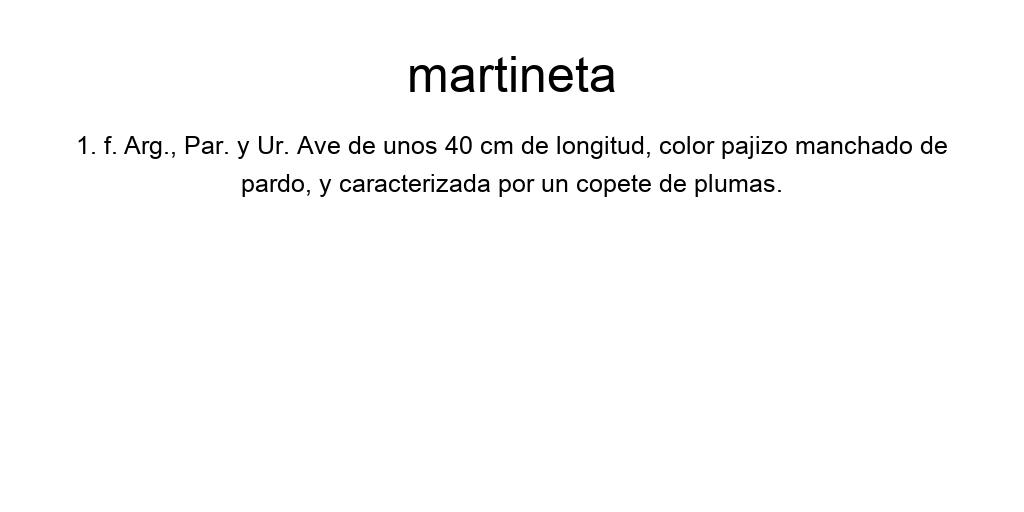 martineta
1. f. Arg., Par. y Ur. Ave de unos 40 cm de longitud, color pajizo manchado de
pardo, y caracterizada por un copete de plumas.